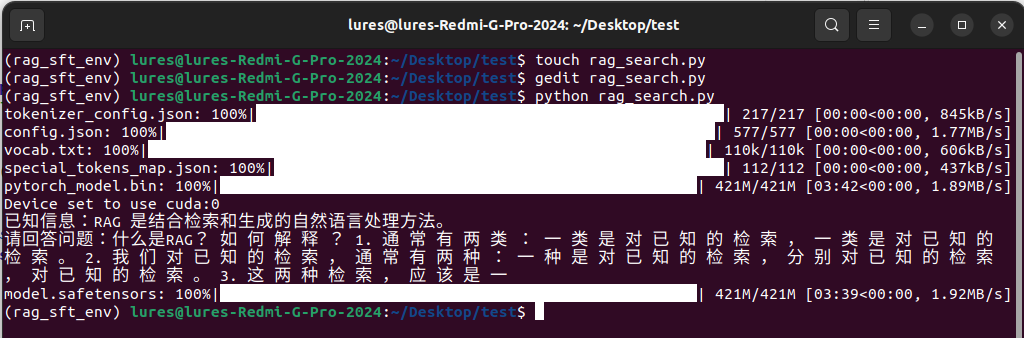 lures@lures-Redmi-G-Pro-2024: ~/Desktop/test
(rag_sft_env) lures@lures-Redmi-G-Pro-2024:~/Desktop/test$ touch rag_search.py
(rag_sft_env) lures@lures-Redmi-G-Pro-2024:~/Desktop/test$ gedit rag_search.py
(rag_sft_env) lures@lures-Redmi-G-Pro-2024:~/Desktop/test$ python rag_search.py
tokenizer_config.json: 100%| | 217/217 [00:00<00:00, 845kB/s]
config.json: 100%| | 577/577 [00:00<00:00, 1.77MB/s]
vocab.txt: 100%| | 110k/110k [00:00<00:00, 606kB/s]
special_tokens_map.json: 100%| | 112/112 [00:00<00:00, 437kB/s]
pytorch_model.bin: 100%| | 421M/421M [03:42<00:00, 1.89MB/s]
Device set to use cuda:0
已知信息：RAG 是结合检索和生成的自然语言处理方法。
请回答问题：什么是RAG？ 如 何 解 释 ？ 1. 通 常 有 两 类 ： 一 类 是 对 已 知 的 检 索 ， 一 类 是 对 已 知 的
检 索 。 2. 我 们 对 已 知 的 检 索 ， 通 常 有 两 种 ： 一 种 是 对 已 知 的 检 索 ， 分 别 对 已 知 的 检 索
， 对 已 知 的 检 索 。 3. 这 两 种 检 索 ， 应 该 是 一
model.safetensors: 100%| | 421M/421M [03:39<00:00, 1.92MB/s]
(rag_sft_env) lures@lures-Redmi-G-Pro-2024:~/Desktop/test$